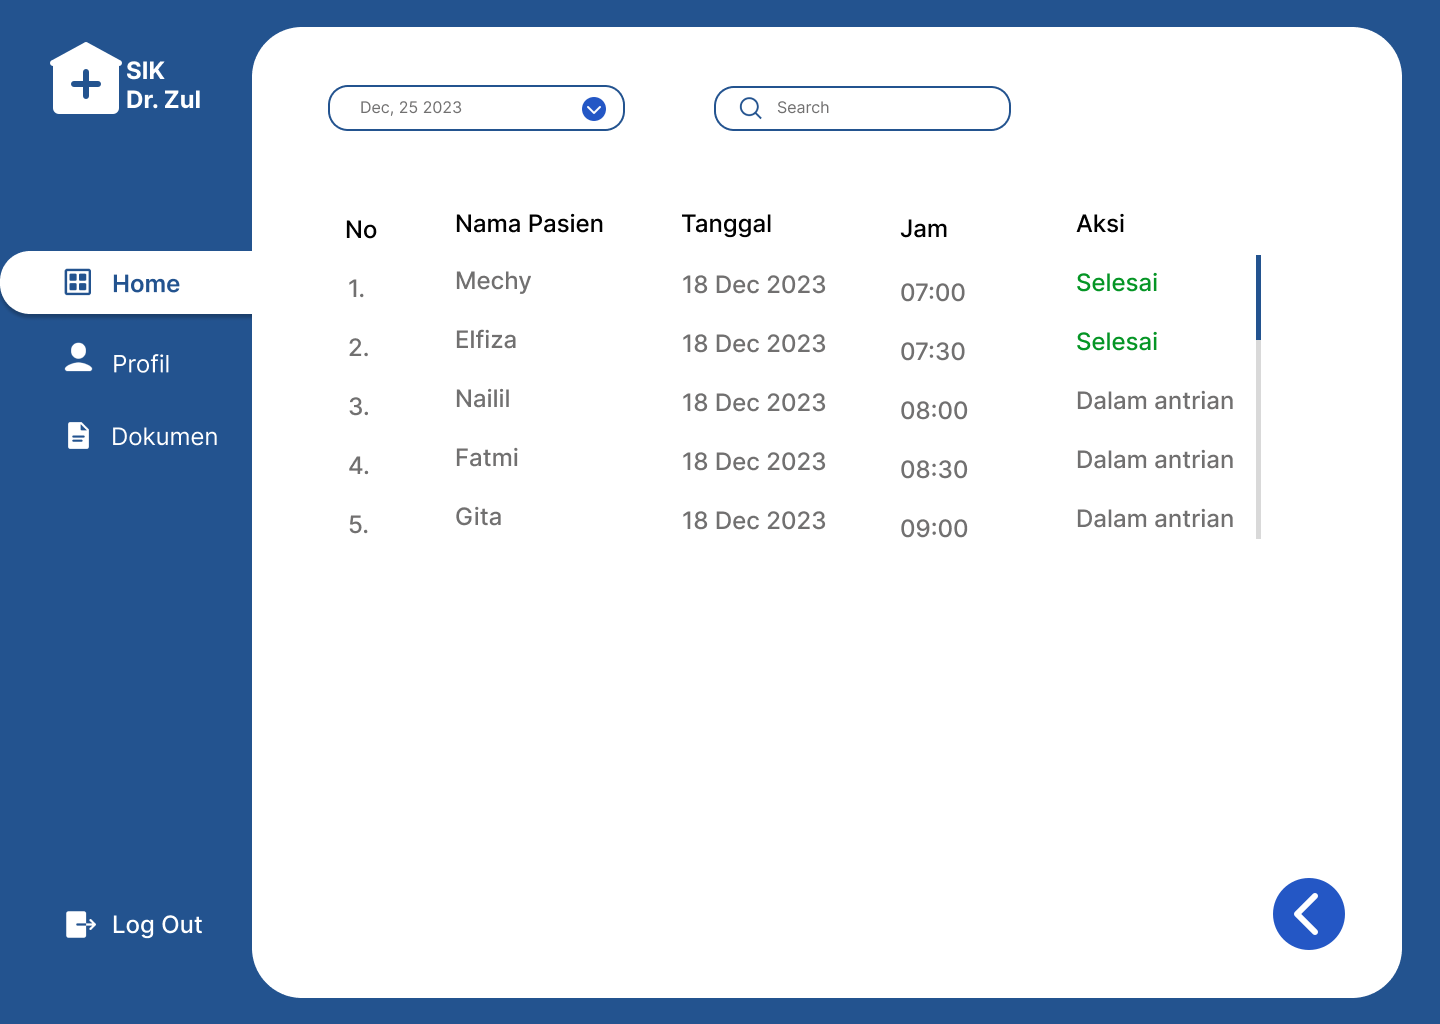 SIK
Dr. Zul
Home
Profil
Dokumen
Log Out
Dec, 25 2023
Search
No Nama Pasien Tanggal Jam Aksi
1. Mechy 18 Dec 2023 07:00 Selesai
2. Elfiza 18 Dec 2023 07:30 Selesai
3. Nailil 18 Dec 2023 08:00 Dalam antrian
4. Fatmi 18 Dec 2023 08:30 Dalam antrian
5. Gita 18 Dec 2023 09:00 Dalam antrian